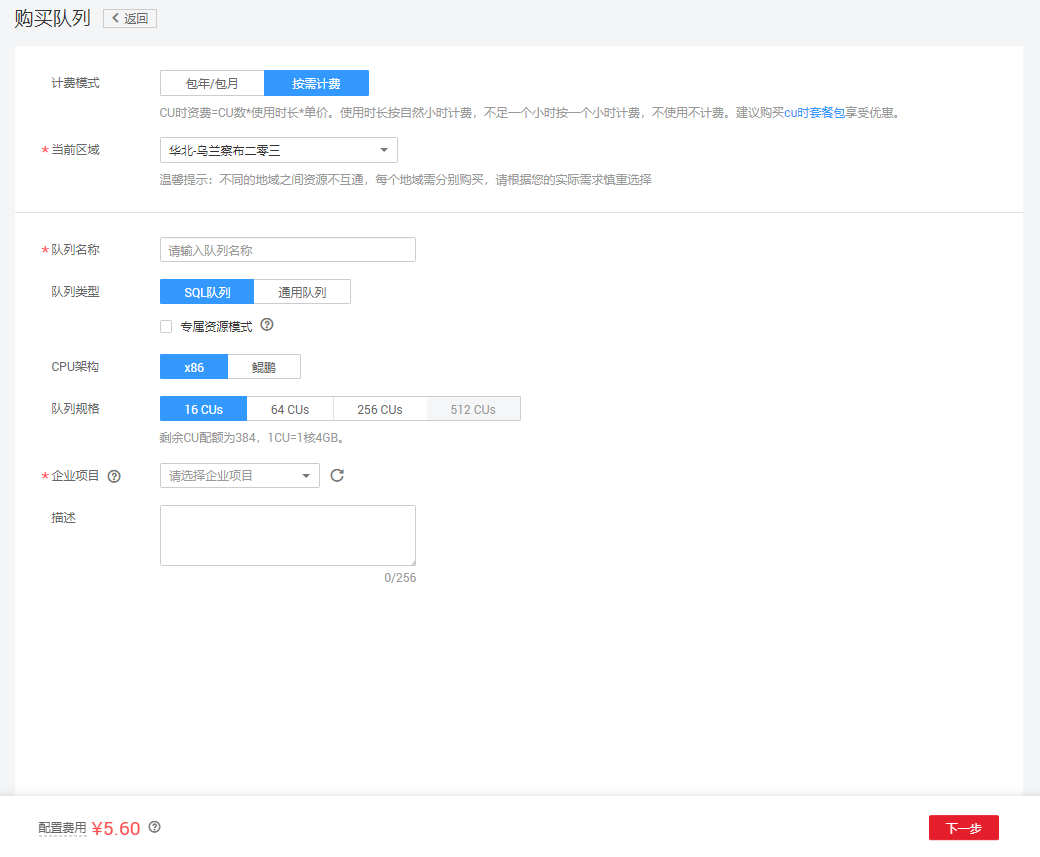 购买队列 返回
计费模式 包年/包月 按需计费
CU时资费=CU数*使用时长*单价。使用时长按自然小时计费，不足一个小时按一个小时计费，不使用不计费。建议购买cu时套餐包享受优惠。
* 当前区域 华北-乌兰察布二零三
温馨提示：不同的地域之间资源不互通，每个地域需分别购买，请根据您的实际需求慎重选择
* 队列名称 请输入队列名称
队列类型 SQL队列 通用队列
专属资源模式
CPU架构 x86 鲲鹏
队列规格 16 CUs 64 CUs 256 CUs 512 CUs
剩余CU配额为384，1CU=1核4GB。
* 企业项目 请选择企业项目
描述
0/256
配置费用 ¥5.60 下一步